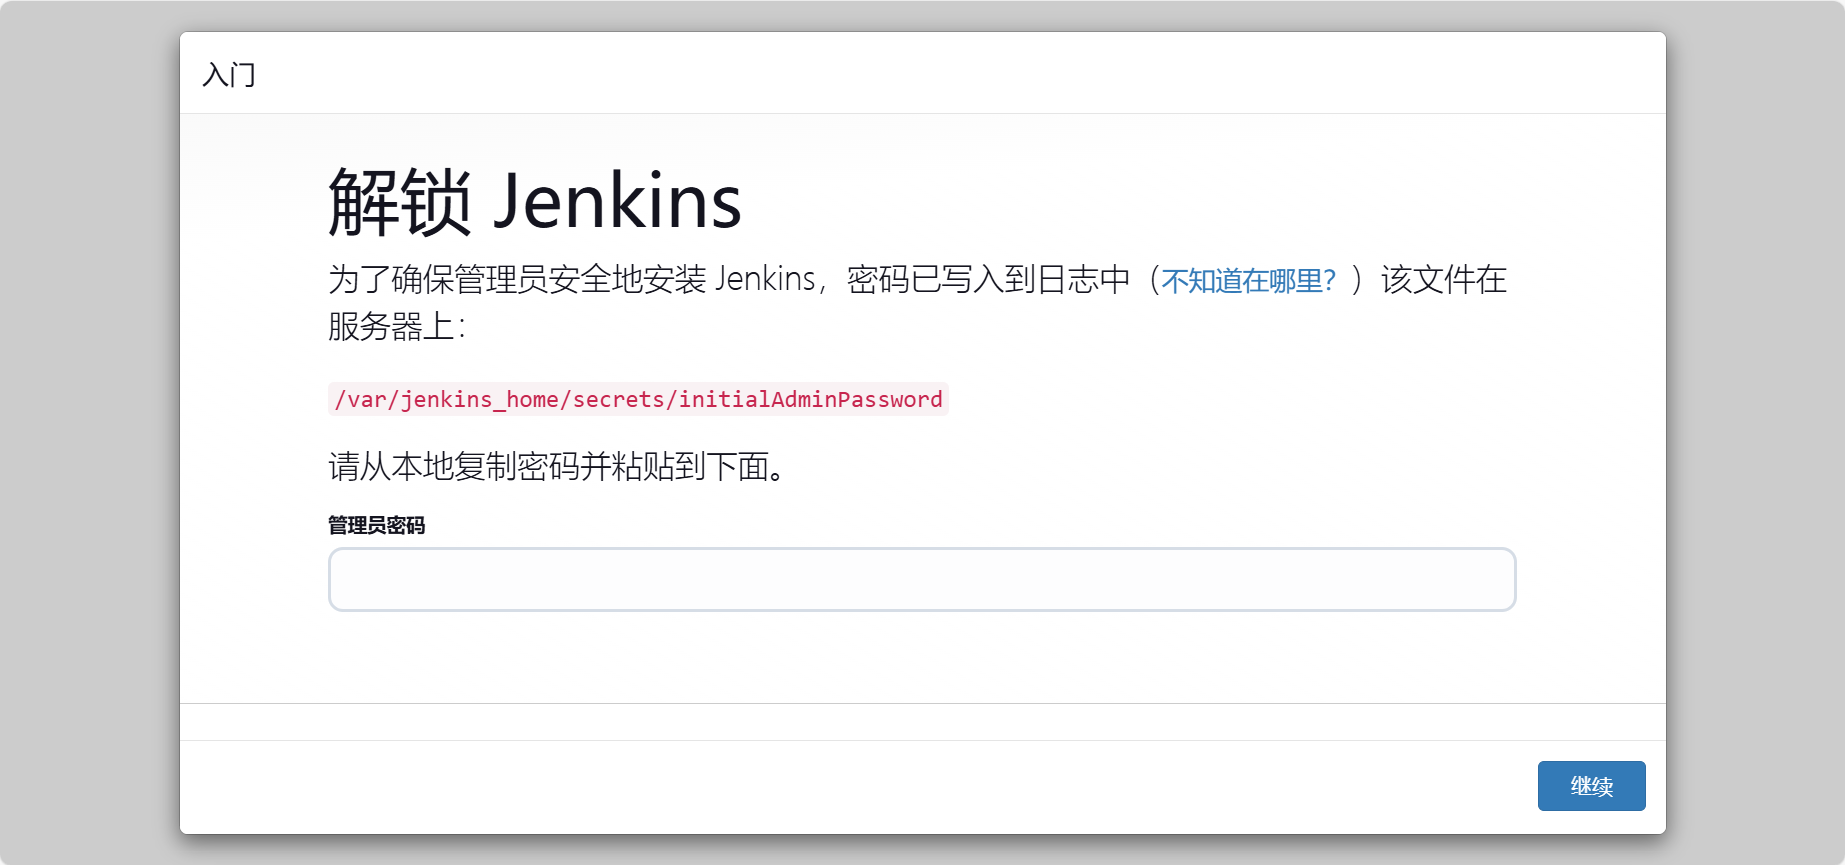 入门
解锁 Jenkins
为了确保管理员安全地安装 Jenkins，密码已写入到日志中（不知道在哪里？）该文件在
服务器上：
/var/jenkins_home/secrets/initialAdminPassword
请从本地复制密码并粘贴到下面。
管理员密码
继续